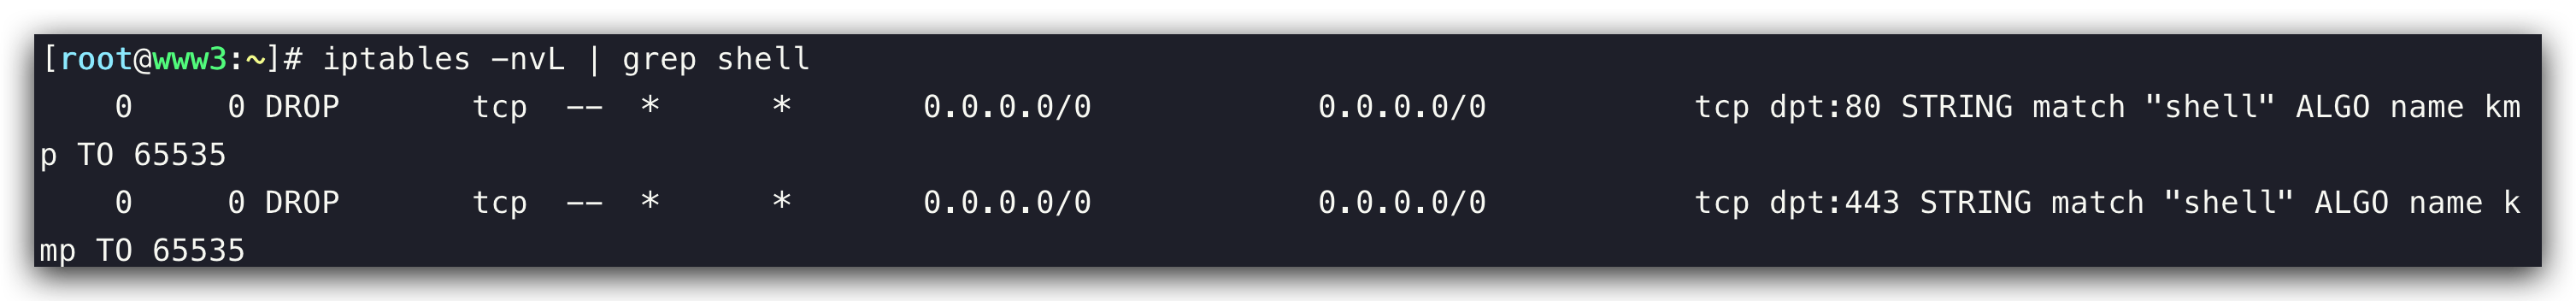 [root@www3:~]# iptables -nvL | grep shell
    0     0 DROP       tcp  --  *      *       0.0.0.0/0            0.0.0.0/0           tcp dpt:80 STRING match "shell" ALGO name km
p TO 65535
    0     0 DROP       tcp  --  *      *       0.0.0.0/0            0.0.0.0/0           tcp dpt:443 STRING match "shell" ALGO name k
mp TO 65535